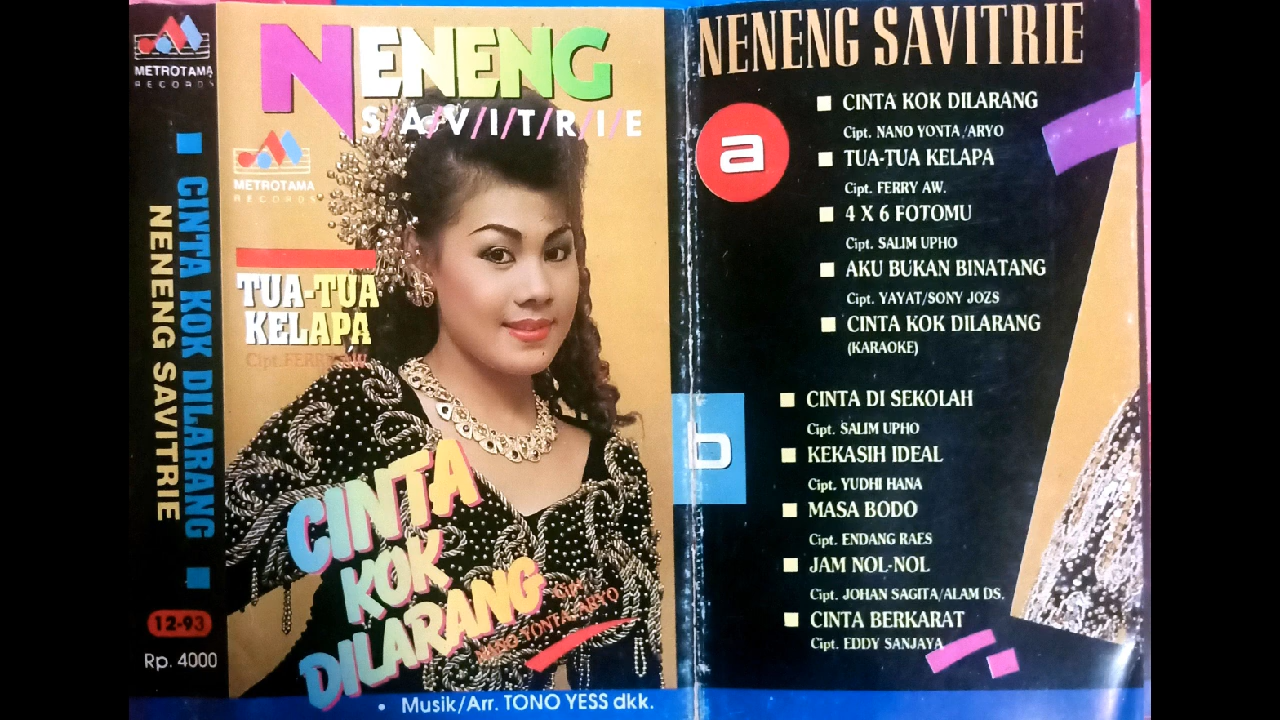 METROTAMA
RECORDS
CINTA KOK DILARANG
NENENG SAVITRIE
12-93
Rp. 4000
NENENG
S/A/V/I/T/R/I/E
METROTAMA
RECORDS
TUA-TUA
KELAPA
Cipt. FERRY AW.
CINTA
KOK
DILARANG
Cipt.
NANO YONTA/ARYO
• Musik/Arr. TONO YESS dkk.
NENENG SAVITRIE
a
CINTA KOK DILARANG
Cipt. NANO YONTA/ARYO
TUA-TUA KELAPA
Cipt. FERRY AW.
4 X 6 FOTOMU
Cipt. SALIM UPHO
AKU BUKAN BINATANG
Cipt. YAYAT/SONY JOZS
CINTA KOK DILARANG
(KARAOKE)
b
CINTA DI SEKOLAH
Cipt. SALIM UPHO
KEKASIH IDEAL
Cipt. YUDHI HANA
MASA BODO
Cipt. ENDANG RAES
JAM NOL-NOL
Cipt. JOHAN SAGITA/ALAM DS.
CINTA BERKARAT
Cipt. EDDY SANJAYA